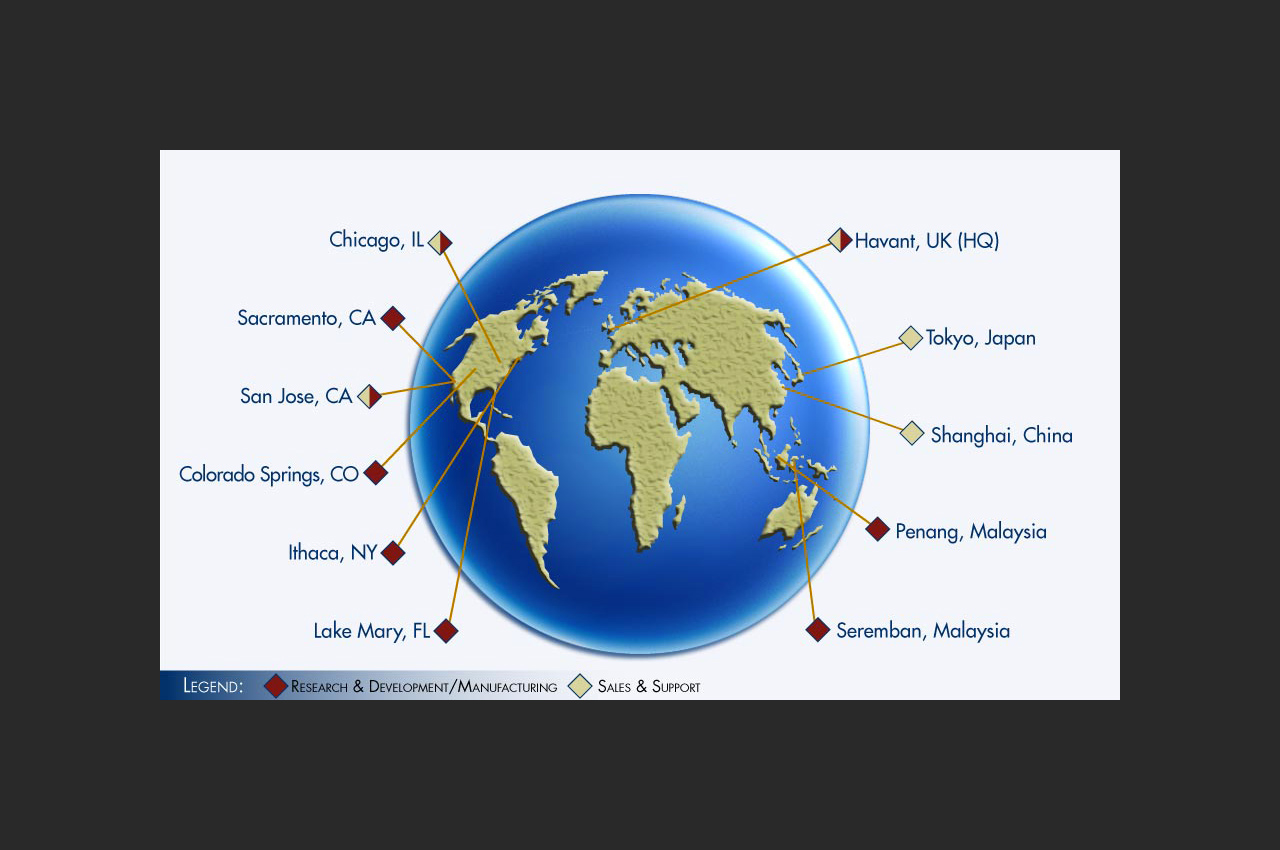 Chicago, IL
Havant, UK (HQ)
Sacramento, CA
Tokyo, Japan
San Jose, CA
Shanghai, China
Colorado Springs, CO
Penang, Malaysia
Ithaca, NY
Lake Mary, FL
Seremban, Malaysia
LEGEND: RESEARCH & DEVELOPMENT/MANUFACTURING SALES & SUPPORT